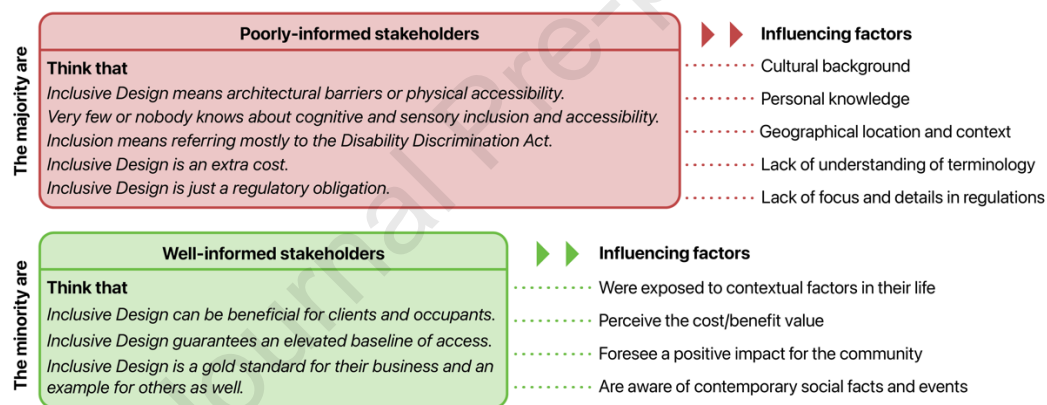 The majority are
Poorly-informed stakeholders
Think that
Inclusive Design means architectural barriers or physical accessibility.
Very few or nobody knows about cognitive and sensory inclusion and accessibility.
Inclusion means referring mostly to the Disability Discrimination Act.
Inclusive Design is an extra cost.
Inclusive Design is just a regulatory obligation.
Influencing factors
Cultural background
Personal knowledge
Geographical location and context
Lack of understanding of terminology
Lack of focus and details in regulations
The minority are
Well-informed stakeholders
Think that
Inclusive Design can be beneficial for clients and occupants.
Inclusive Design guarantees an elevated baseline of access.
Inclusive Design is a gold standard for their business and an
example for others as well.
Influencing factors
Were exposed to contextual factors in their life
Perceive the cost/benefit value
Foresee a positive impact for the community
Are aware of contemporary social facts and events
Journal Pre-p